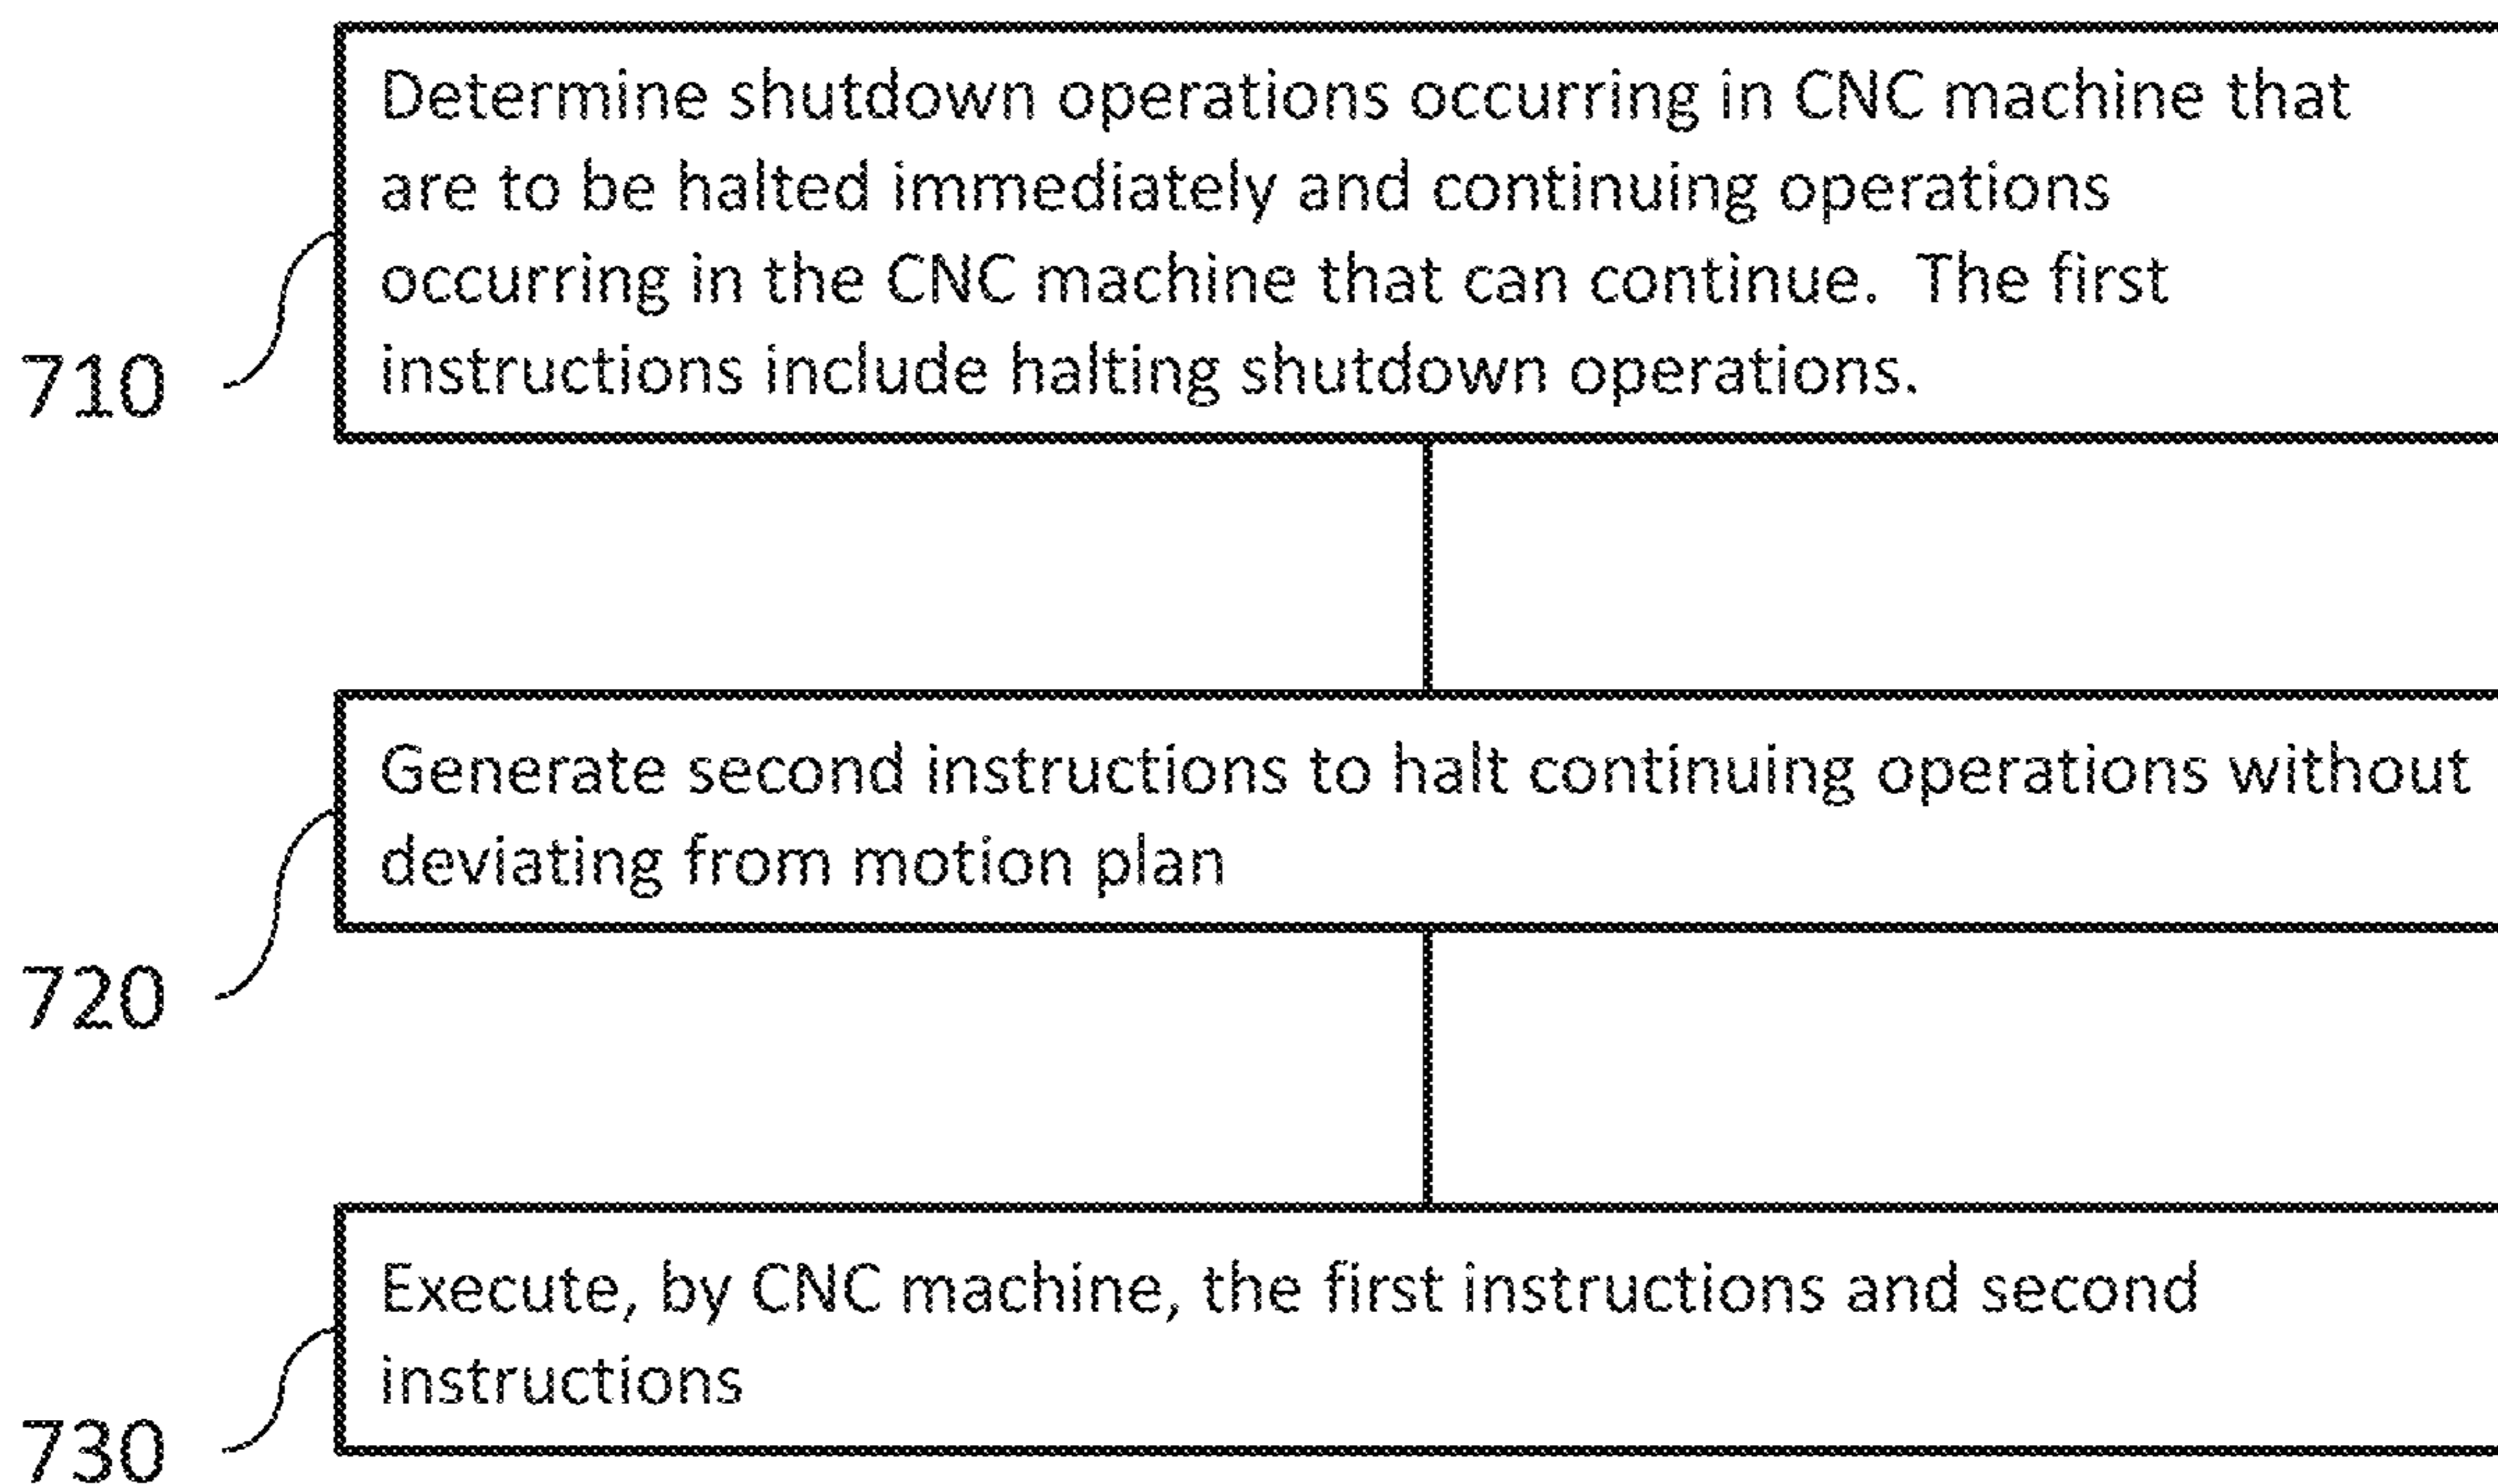 Determine shutdown operations occurring in CNC machine that
are to be halted immediately and continuing operations
occurring in the CNC machine that can continue.  The first
instructions include halting shutdown operations.
710
Generate second instructions to halt continuing operations without
deviating from motion plan
720
Execute, by CNC machine, the first instructions and second
instructions
730